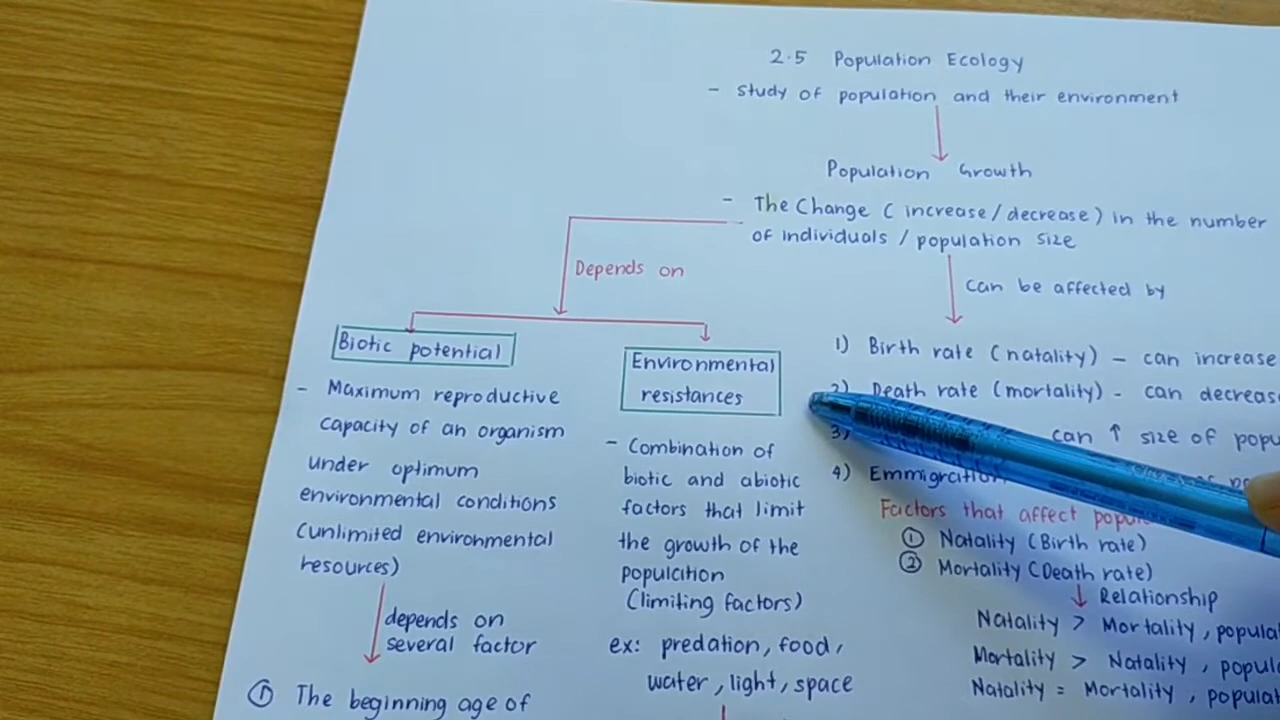 2.5 Population Ecology
- Study of population and their environment
Population Growth
- The Change (increase/decrease) in the number
of individuals / population size
Depends on
can be affected by
Biotic potential
- Maximum reproductive
capacity of an organism
under optimum
environmental conditions
(unlimited environmental
resources)
depends on
several factor
① The beginning age of
Environmental
resistances
- Combination of
biotic and abiotic
factors that limit
the growth of the
population
(limiting factors)
ex: predation, food,
water, light, space
1) Birth rate (natality) - can increase
2) Death rate (mortality) - can
3) can ↑ size of
4) Emmigration
Factors that affect
① Natality (Birth rate)
② Mortality (Death rate)
↓ Relationship
Natality > Mortality,
Mortality > Natality,
Natality = Mortality,